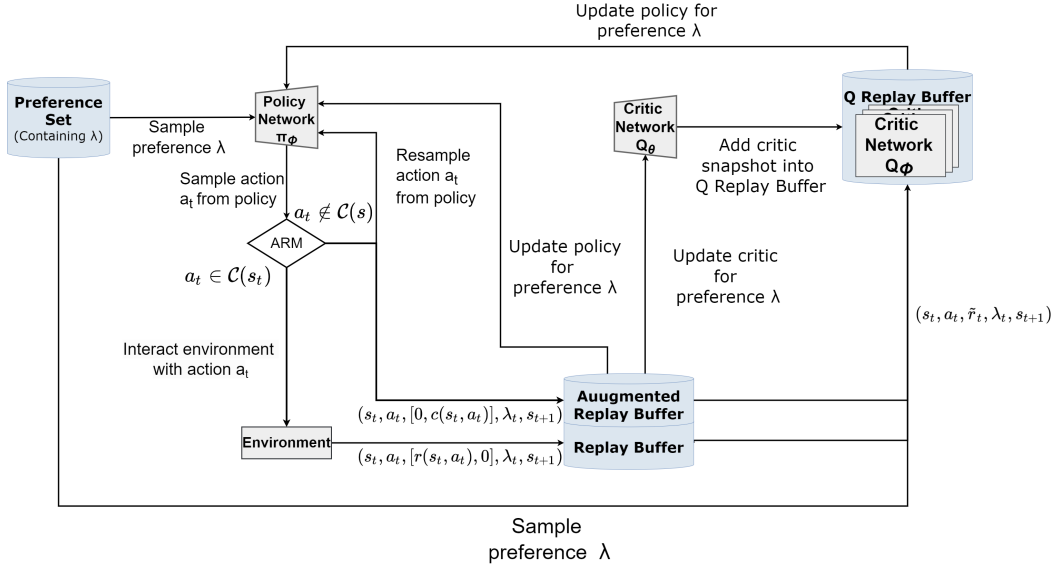 Update policy for
preference λ
Preference
Set
(Containing λ)
Sample
preference λ
Policy
Network
π_Φ
Sample action
a_t from policy
Resample
action a_t
from policy
Critic
Network
Q_θ
Add critic
snapshot into
Q Replay Buffer
Q Replay Buffer
Critic
Network
Q_Φ
a_t ∉ C(s)
ARM
a_t ∈ C(s_t)
Update policy
for
preference λ
Update critic
for
preference λ
(s_t, a_t, r̃_t, λ_t, s_{t+1})
Interact environment
with action a_t
(s_t, a_t, [0, c(s_t, a_t)], λ_t, s_{t+1})
Auugmented
Replay Buffer
Environment
(s_t, a_t, [r(s_t, a_t), 0], λ_t, s_{t+1})
Replay Buffer
Sample
preference λ